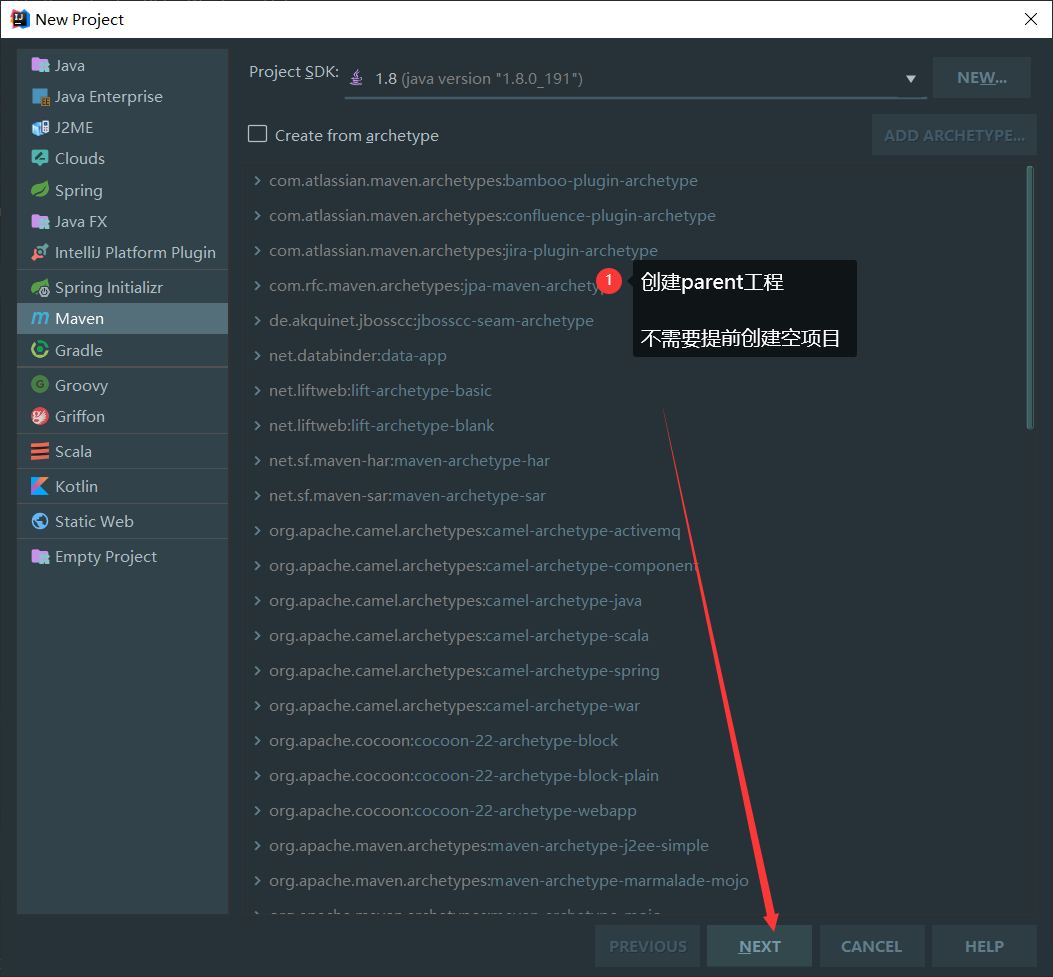 New Project
Java
Java Enterprise
J2ME
Clouds
Spring
Java FX
IntelliJ Platform Plugin
Spring Initializr
Maven
Gradle
Groovy
Griffon
Scala
Kotlin
Static Web
Empty Project
Project SDK: 1.8 (java version "1.8.0_191") NEW...
Create from archetype ADD ARCHETYPE...
com.atlassian.maven.archetypes:bamboo-plugin-archetype
com.atlassian.maven.archetypes:confluence-plugin-archetype
com.atlassian.maven.archetypes:jira-plugin-archetype
com.rfc.maven.archetypes:jpa-maven-archety
1 创建parent工程
不需要提前创建空项目
de.akquinet.jbosscc:jbosscc-seam-archetype
net.databinder:data-app
net.liftweb:lift-archetype-basic
net.liftweb:lift-archetype-blank
net.sf.maven-har:maven-archetype-har
net.sf.maven-sar:maven-archetype-sar
org.apache.camel.archetypes:camel-archetype-activemq
org.apache.camel.archetypes:camel-archetype-component
org.apache.camel.archetypes:camel-archetype-java
org.apache.camel.archetypes:camel-archetype-scala
org.apache.camel.archetypes:camel-archetype-spring
org.apache.camel.archetypes:camel-archetype-war
org.apache.cocoon:cocoon-22-archetype-block
org.apache.cocoon:cocoon-22-archetype-block-plain
org.apache.cocoon:cocoon-22-archetype-webapp
org.apache.maven.archetypes:maven-archetype-j2ee-simple
org.apache.maven.archetypes:maven-archetype-marmalade-mojo
PREVIOUS NEXT CANCEL HELP